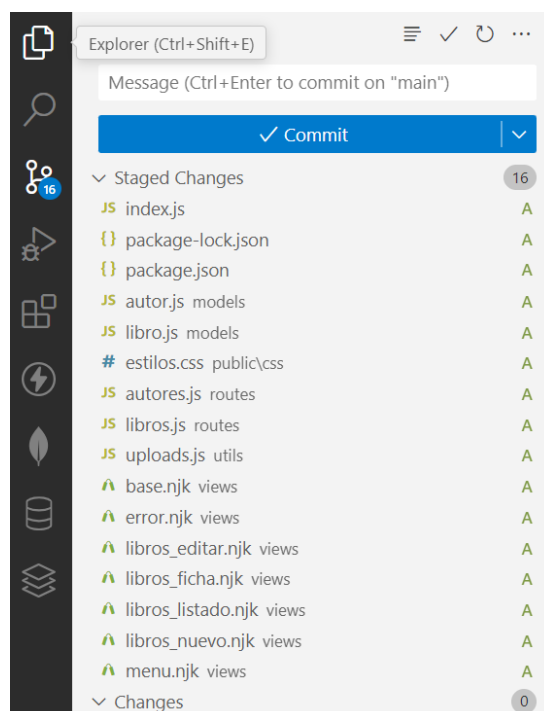 Explorer (Ctrl+Shift+E)
Message (Ctrl+Enter to commit on "main")
Commit
16
Staged Changes 16
JS index.js A
{} package-lock.json A
{} package.json A
JS autor.js models A
JS libro.js models A
# estilos.css public\css A
JS autores.js routes A
JS libros.js routes A
JS uploads.js utils A
base.njk views A
error.njk views A
libros_editar.njk views A
libros_ficha.njk views A
libros_listado.njk views A
libros_nuevo.njk views A
menu.njk views A
Changes 0